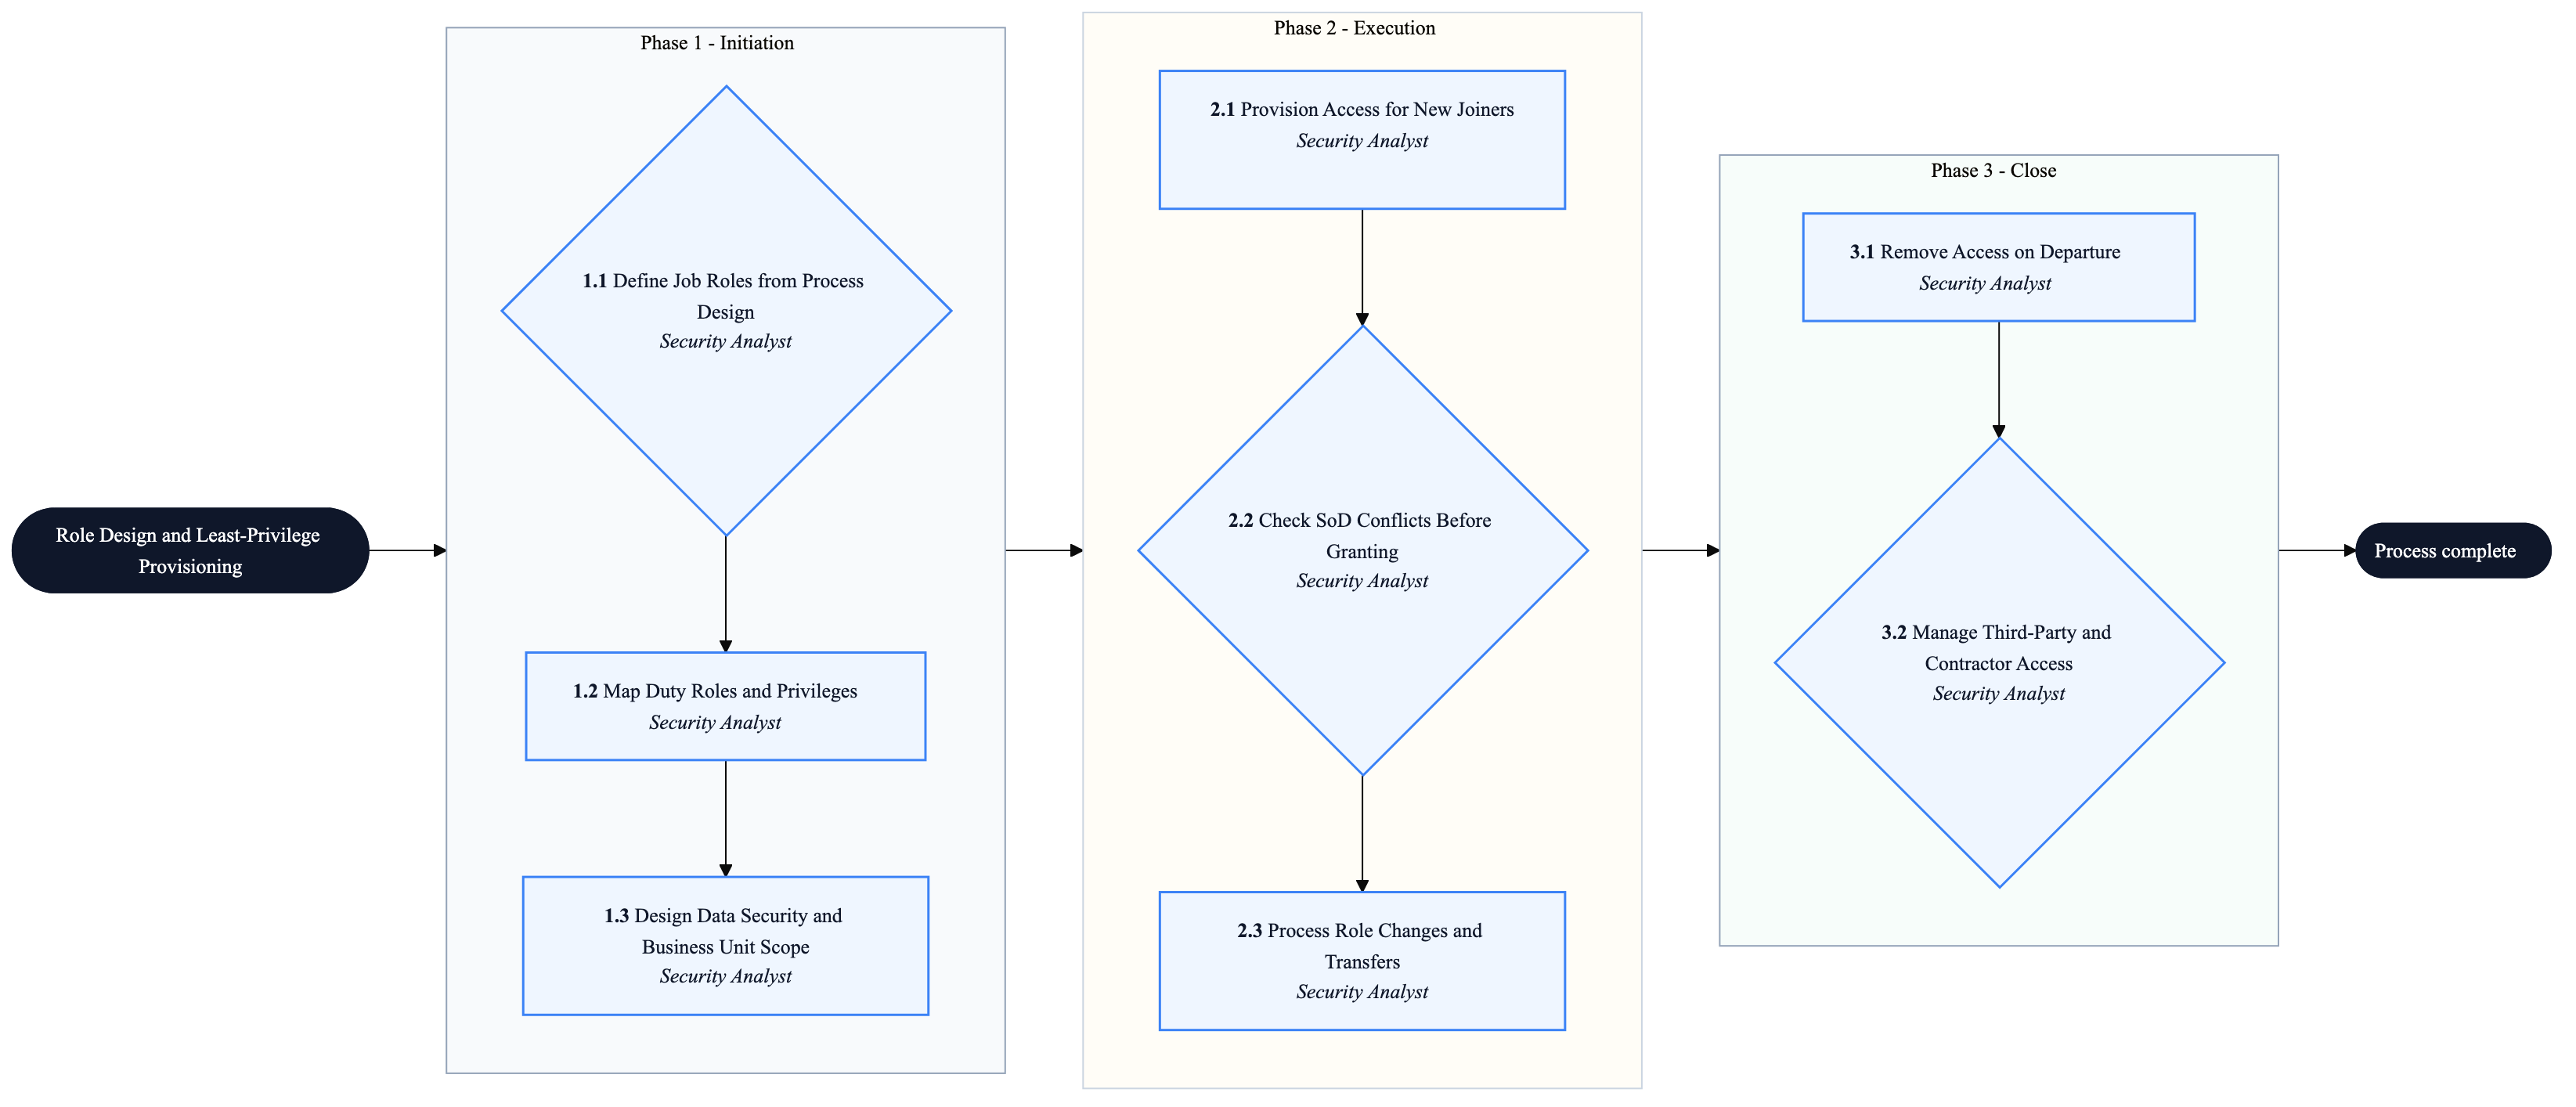 Role Design and Least-Privilege
Provisioning
Phase 1 - Initiation
1.1 Define Job Roles from Process
Design
Security Analyst
1.2 Map Duty Roles and Privileges
Security Analyst
1.3 Design Data Security and
Business Unit Scope
Security Analyst
Phase 2 - Execution
2.1 Provision Access for New Joiners
Security Analyst
2.2 Check SoD Conflicts Before
Granting
Security Analyst
2.3 Process Role Changes and
Transfers
Security Analyst
Phase 3 - Close
3.1 Remove Access on Departure
Security Analyst
3.2 Manage Third-Party and
Contractor Access
Security Analyst
Process complete